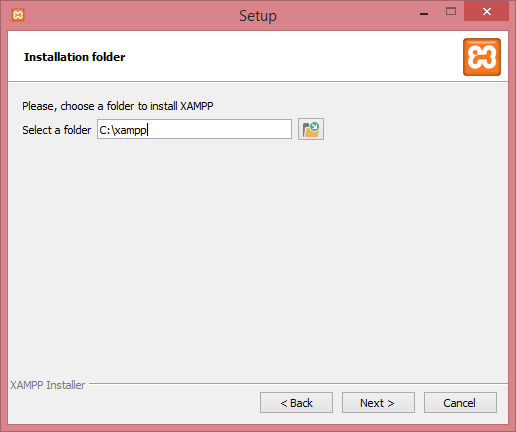 Setup
Installation folder
Please, choose a folder to install XAMPP
Select a folder C:\xampp
XAMPP Installer
< Back Next > Cancel